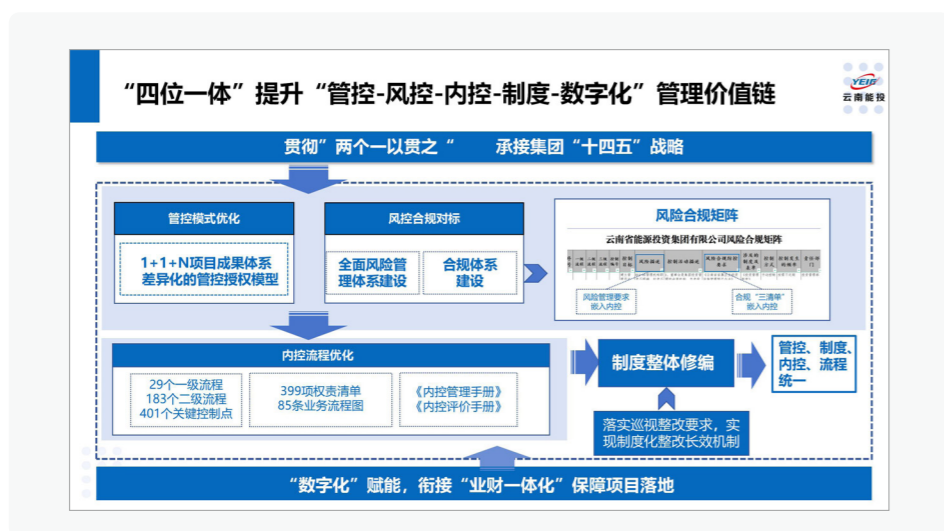 “四位一体”提升“管控-风控-内控-制度-数字化”管理价值链
YEIG
云南能投
贯彻”两个一以贯之“ 承接集团“十四五”战略
管控模式优化
1+1+N项目成果体系
差异化的管控授权模型
风控合规对标
全面风险管
理体系建设
合规体系
建设
风险合规矩阵
云南省能源投资集团有限公司风险合规矩阵
风险描述
控制活动描述
风险管理要求
嵌入内控
合规“三清单”
嵌入内控
内控流程优化
29个一级流程
183个二级流程
401个关键控制点
399项权责清单
85条业务流程图
《内控管理手册》
《内控评价手册》
制度整体修编
管控、制度、
内控、流程
统一
落实巡视整改要求，实
现制度化整改长效机制
“数字化”赋能，衔接“业财一体化”保障项目落地